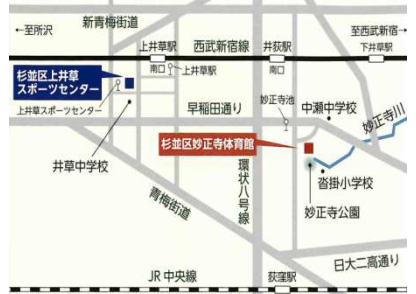 新青梅街道
←至所沢
至西武新宿→
上井草駅
西武新宿線
井荻駅
下井草駅
南口
上井草駅
南口
杉並区上井草
スポーツセンター
上井草スポーツセンター
早稲田通り
妙正寺池
中瀬中学校
妙正寺川
井草中学校
杉並区妙正寺体育館
環状八号線
沓掛小学校
青梅街道
妙正寺公園
日大二高通り
JR中央線
荻窪駅